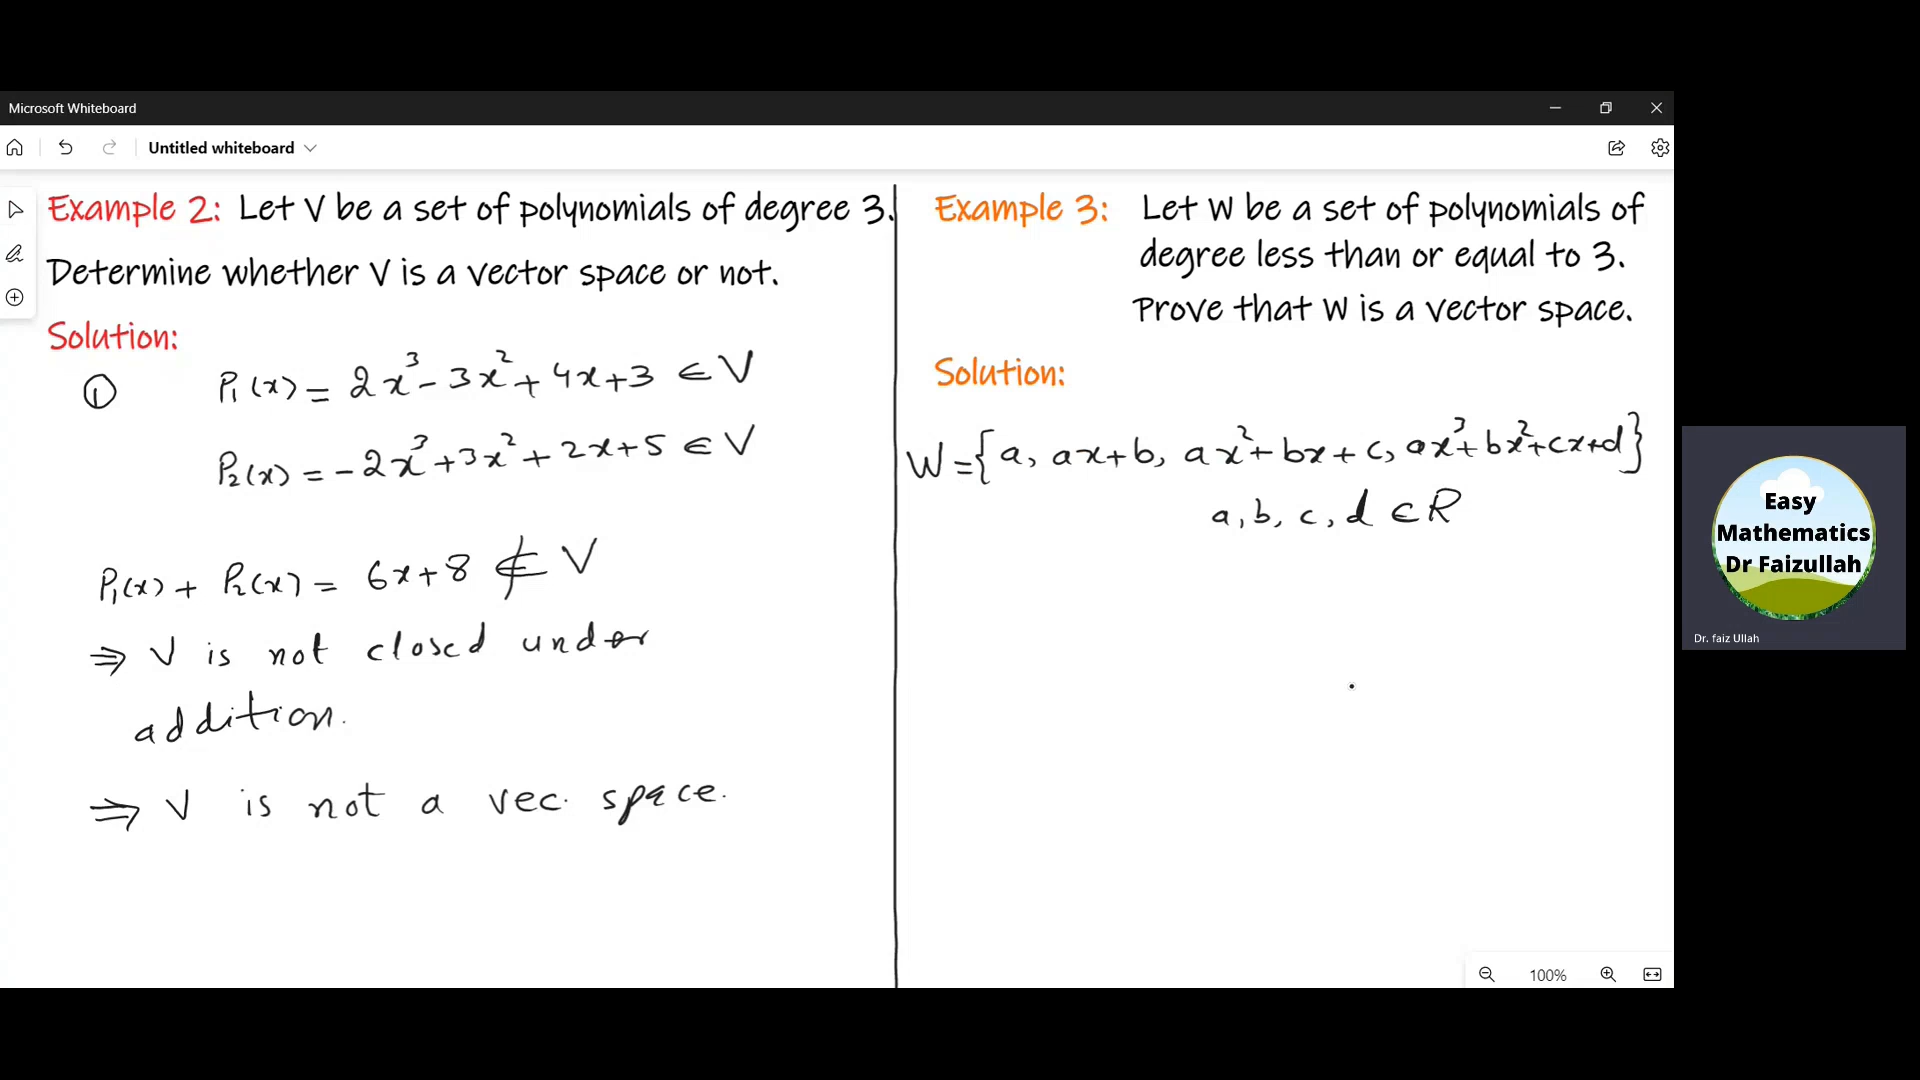 Microsoft Whiteboard
Untitled whiteboard
Example 2: Let V be a set of polynomials of degree 3.
Determine whether V is a vector space or not.
Solution:
① P₁(x) = 2x³ - 3x² + 4x + 3 ∈ V
P₂(x) = -2x³ + 3x² + 2x + 5 ∈ V
P₁(x) + P₂(x) = 6x + 8 ∉ V
⇒ V is not closed under
addition.
⇒ V is not a vec. space.
Example 3: Let W be a set of polynomials of
degree less than or equal to 3.
Prove that W is a vector space.
Solution:
W = {a, ax+b, ax²+bx+c, ax³+bx²+cx+d}
a, b, c, d ∈ R
100%
Easy
Mathematics
Dr Faizullah
Dr. faiz Ullah